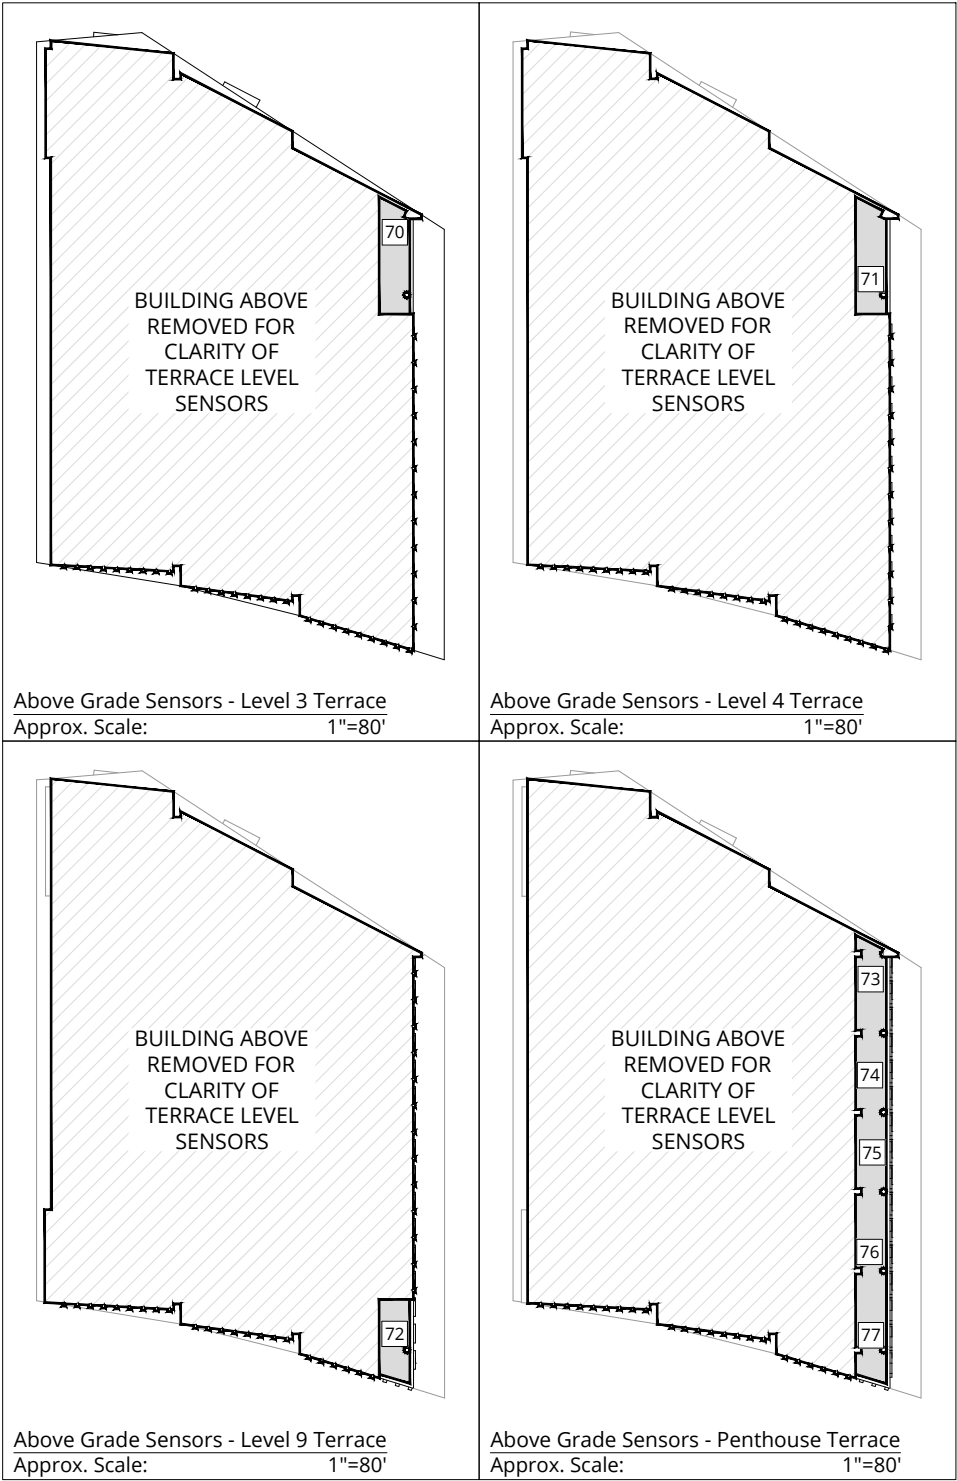 70
BUILDING ABOVE
REMOVED FOR
CLARITY OF
TERRACE LEVEL
SENSORS
Above Grade Sensors - Level 3 Terrace
Approx. Scale: 1"=80'
71
BUILDING ABOVE
REMOVED FOR
CLARITY OF
TERRACE LEVEL
SENSORS
Above Grade Sensors - Level 4 Terrace
Approx. Scale: 1"=80'
BUILDING ABOVE
REMOVED FOR
CLARITY OF
TERRACE LEVEL
SENSORS
72
Above Grade Sensors - Level 9 Terrace
Approx. Scale: 1"=80'
73
BUILDING ABOVE
REMOVED FOR
CLARITY OF
TERRACE LEVEL
SENSORS
74
75
76
77
Above Grade Sensors - Penthouse Terrace
Approx. Scale: 1"=80'